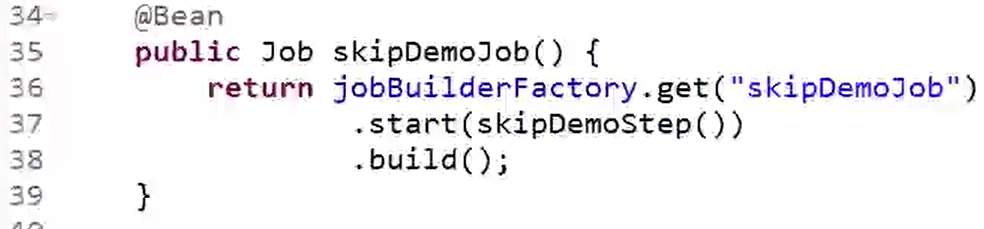 34 @Bean
35 public Job skipDemoJob() {
36 return jobBuilderFactory.get("skipDemoJob")
37 .start(skipDemoStep())
38 .build();
39 }